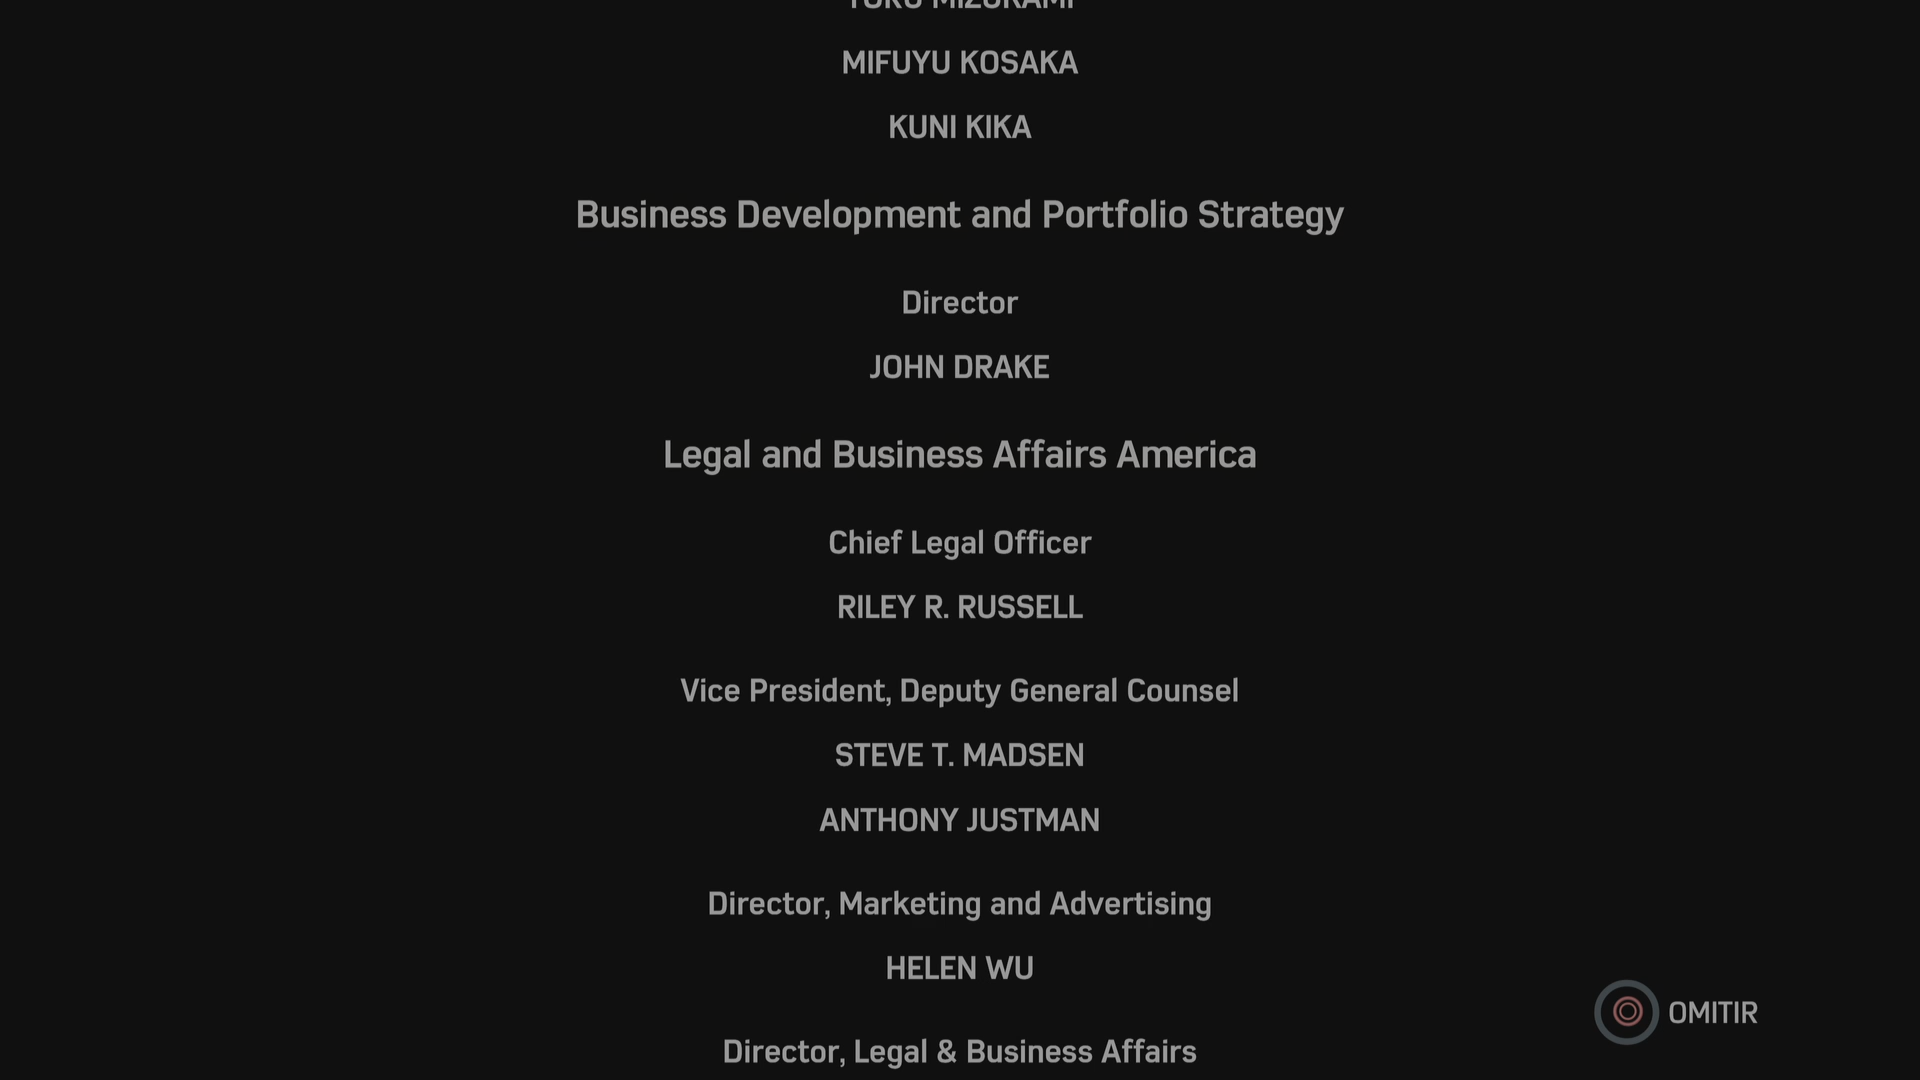 MIFUYU KOSAKA
KUNI KIKA
Business Development and Portfolio Strategy
Director
JOHN DRAKE
Legal and Business Affairs America
Chief Legal Officer
RILEY R. RUSSELL
Vice President, Deputy General Counsel
STEVE T. MADSEN
ANTHONY JUSTMAN
Director, Marketing and Advertising
HELEN WU
OMITIR
Director, Legal & Business Affairs